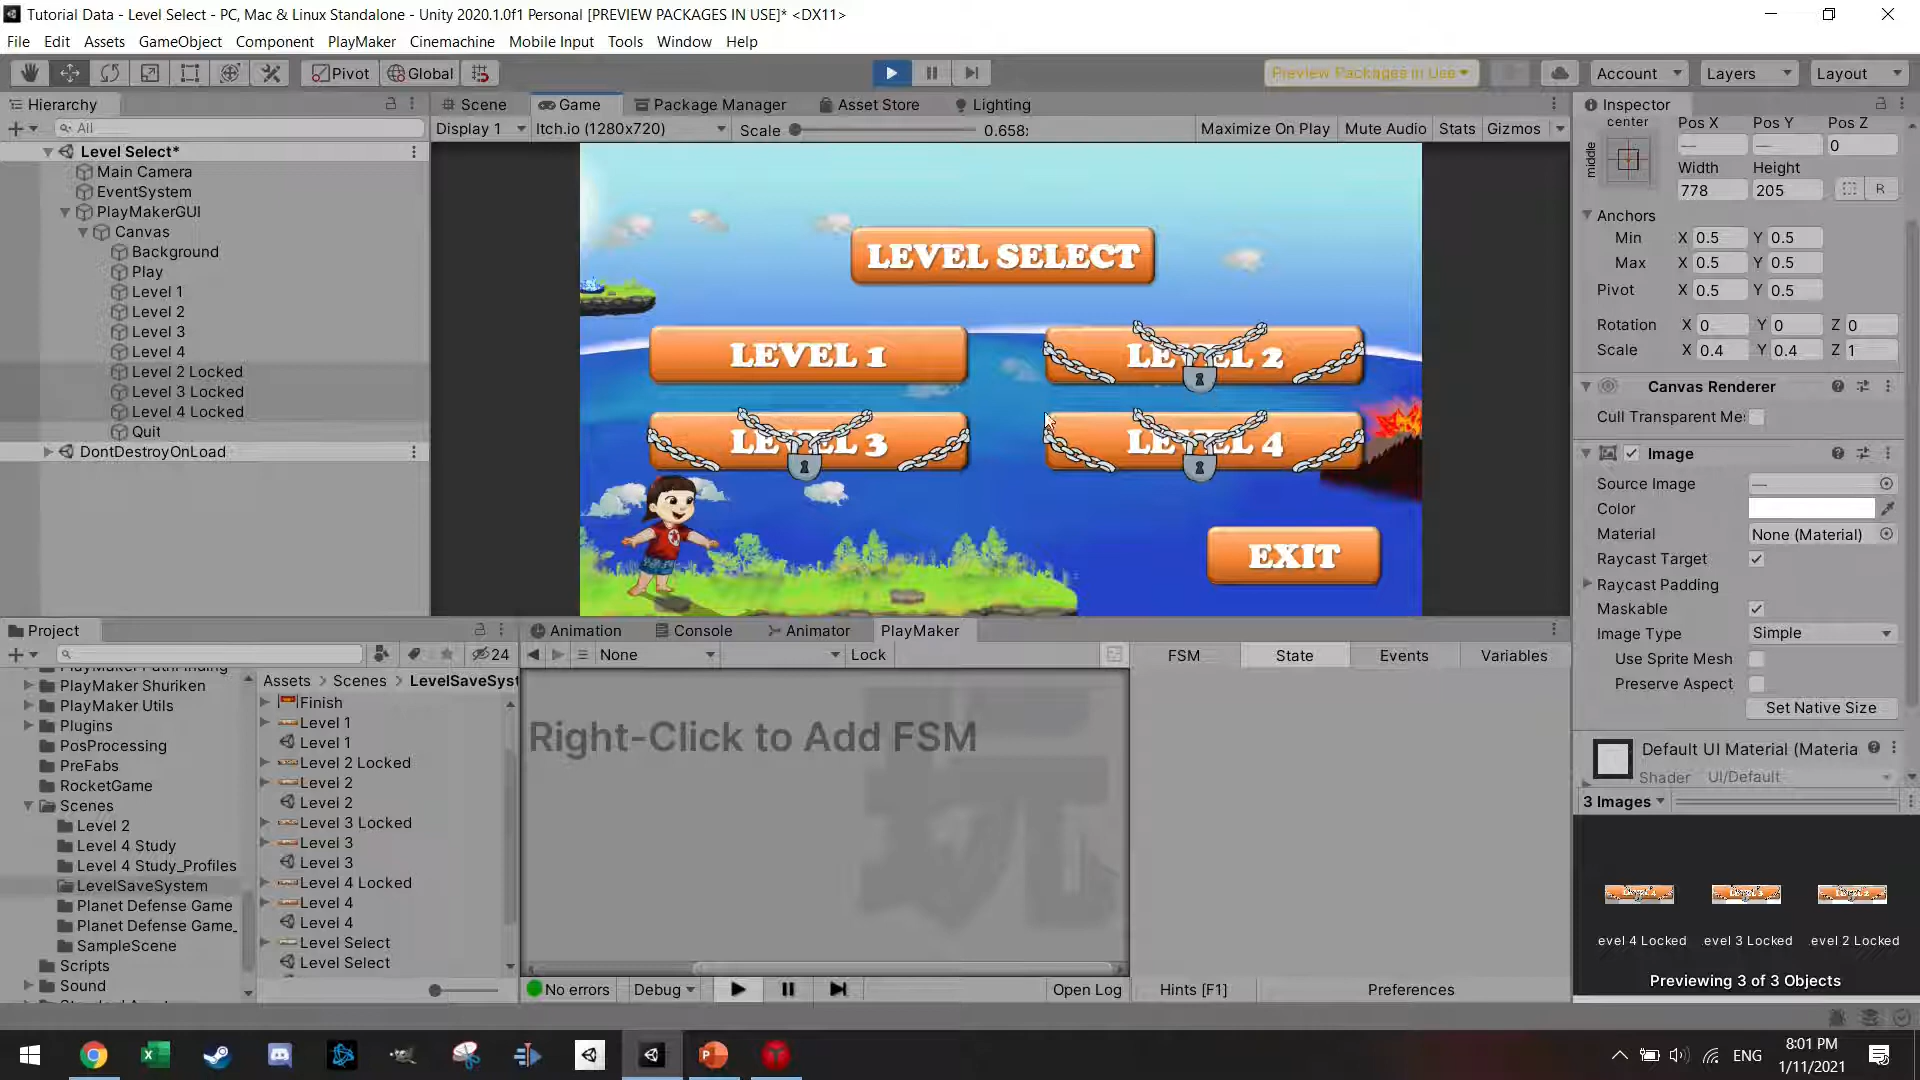 Tutorial Data - Level Select - PC, Mac & Linux Standalone - Unity 2020.1.0f1 Personal [PREVIEW PACKAGES IN USE]* <DX11>
File Edit Assets GameObject Component PlayMaker Cinemachine Mobile Input Tools Window Help
Pivot Global Preview Packages in Use Account Layers Layout
Hierarchy
All
Level Select*
Main Camera
EventSystem
PlayMakerGUI
Canvas
Background
Play
Level 1
Level 2
Level 3
Level 4
Level 2 Locked
Level 3 Locked
Level 4 Locked
Quit
DontDestroyOnLoad
Scene Game Package Manager Asset Store Lighting
Display 1 Itch.io (1280x720) Scale 0.658: Maximize On Play Mute Audio Stats Gizmos
LEVEL SELECT
LEVEL 1 LEVEL 2
LEVEL 3 LEVEL 4
EXIT
Inspector
center
middle
Pos X Pos Y Pos Z
— — 0
Width Height
778 205 R
Anchors
Min X 0.5 Y 0.5
Max X 0.5 Y 0.5
Pivot X 0.5 Y 0.5
Rotation X 0 Y 0 Z 0
Scale X 0.4 Y 0.4 Z 1
Canvas Renderer
Cull Transparent Me:
Image
Source Image —
Color
Material None (Material)
Raycast Target
Raycast Padding
Maskable
Image Type Simple
Use Sprite Mesh
Preserve Aspect
Set Native Size
Default UI Material (Materia
Shader UI/Default
3 Images
evel 4 Locked evel 3 Locked evel 2 Locked
Previewing 3 of 3 Objects
Project
24
PlayMaker PathFinding
PlayMaker Shuriken
PlayMaker Utils
Plugins
PosProcessing
PreFabs
RocketGame
Scenes
Level 2
Level 4 Study
Level 4 Study_Profiles
LevelSaveSystem
Planet Defense Game
Planet Defense Game_
SampleScene
Scripts
Sound
Assets > Scenes > LevelSaveSyst
Finish
Level 1
Level 1
Level 2 Locked
Level 2
Level 2
Level 3 Locked
Level 3
Level 3
Level 4 Locked
Level 4
Level 4
Level Select
Level Select
Animation Console Animator PlayMaker
None Lock
Right-Click to Add FSM
FSM State Events Variables
No errors Debug Open Log Hints [F1] Preferences
ENG
8:01 PM
1/11/2021